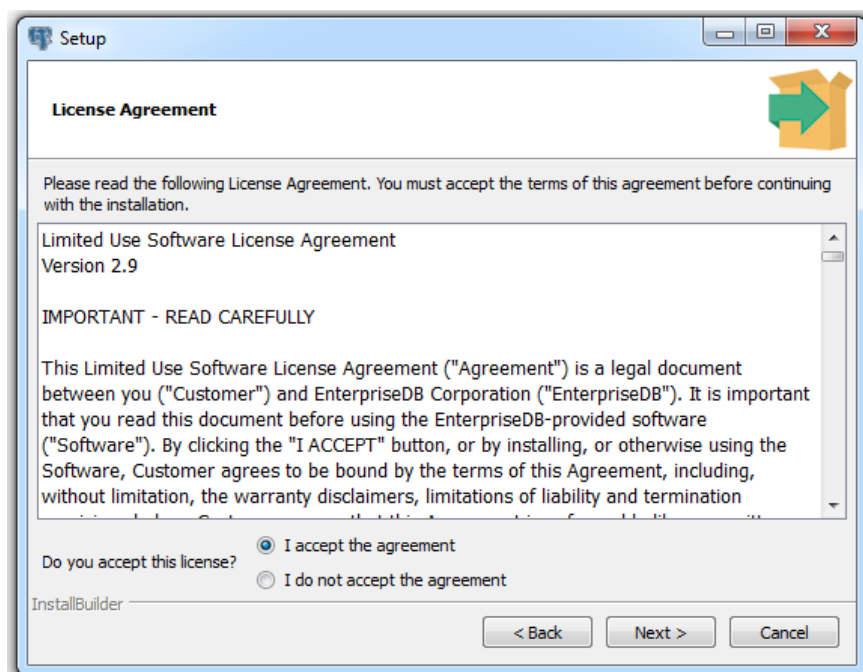 Setup
License Agreement
Please read the following License Agreement. You must accept the terms of this agreement before continuing
with the installation.
Limited Use Software License Agreement
Version 2.9
IMPORTANT - READ CAREFULLY
This Limited Use Software License Agreement ("Agreement") is a legal document
between you ("Customer") and EnterpriseDB Corporation ("EnterpriseDB"). It is important
that you read this document before using the EnterpriseDB-provided software
("Software"). By clicking the "I ACCEPT" button, or by installing, or otherwise using the
Software, Customer agrees to be bound by the terms of this Agreement, including,
without limitation, the warranty disclaimers, limitations of liability and termination
Do you accept this license?
I accept the agreement
I do not accept the agreement
InstallBuilder
< Back
Next >
Cancel